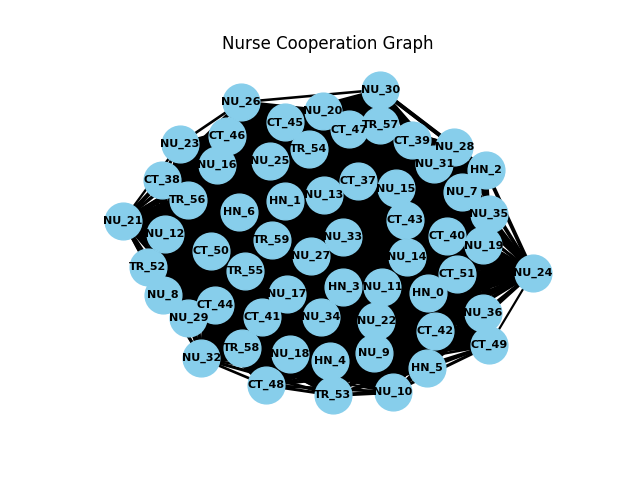 Nurse Cooperation Graph
NU_30
NU_26
NU_20
CT_45
TR_57
CT_47
CT_46
CT_39
NU_23
NU_28
TR_54
NU_25
NU_31
NU_16
HN_2
CT_38
CT_37
NU_15
NU_7
NU_13
TR_56
HN_1
HN_6
NU_35
CT_43
NU_21
NU_12
CT_40
NU_33
TR_59
NU_19
CT_50
NU_27
NU_14
TR_52
TR_55
NU_24
CT_51
HN_3
NU_11
HN_0
NU_17
NU_8
CT_44
NU_36
CT_41
NU_34
NU_29
NU_22
CT_42
CT_49
TR_58
NU_9
NU_18
NU_32
HN_4
HN_5
CT_48
NU_10
TR_53